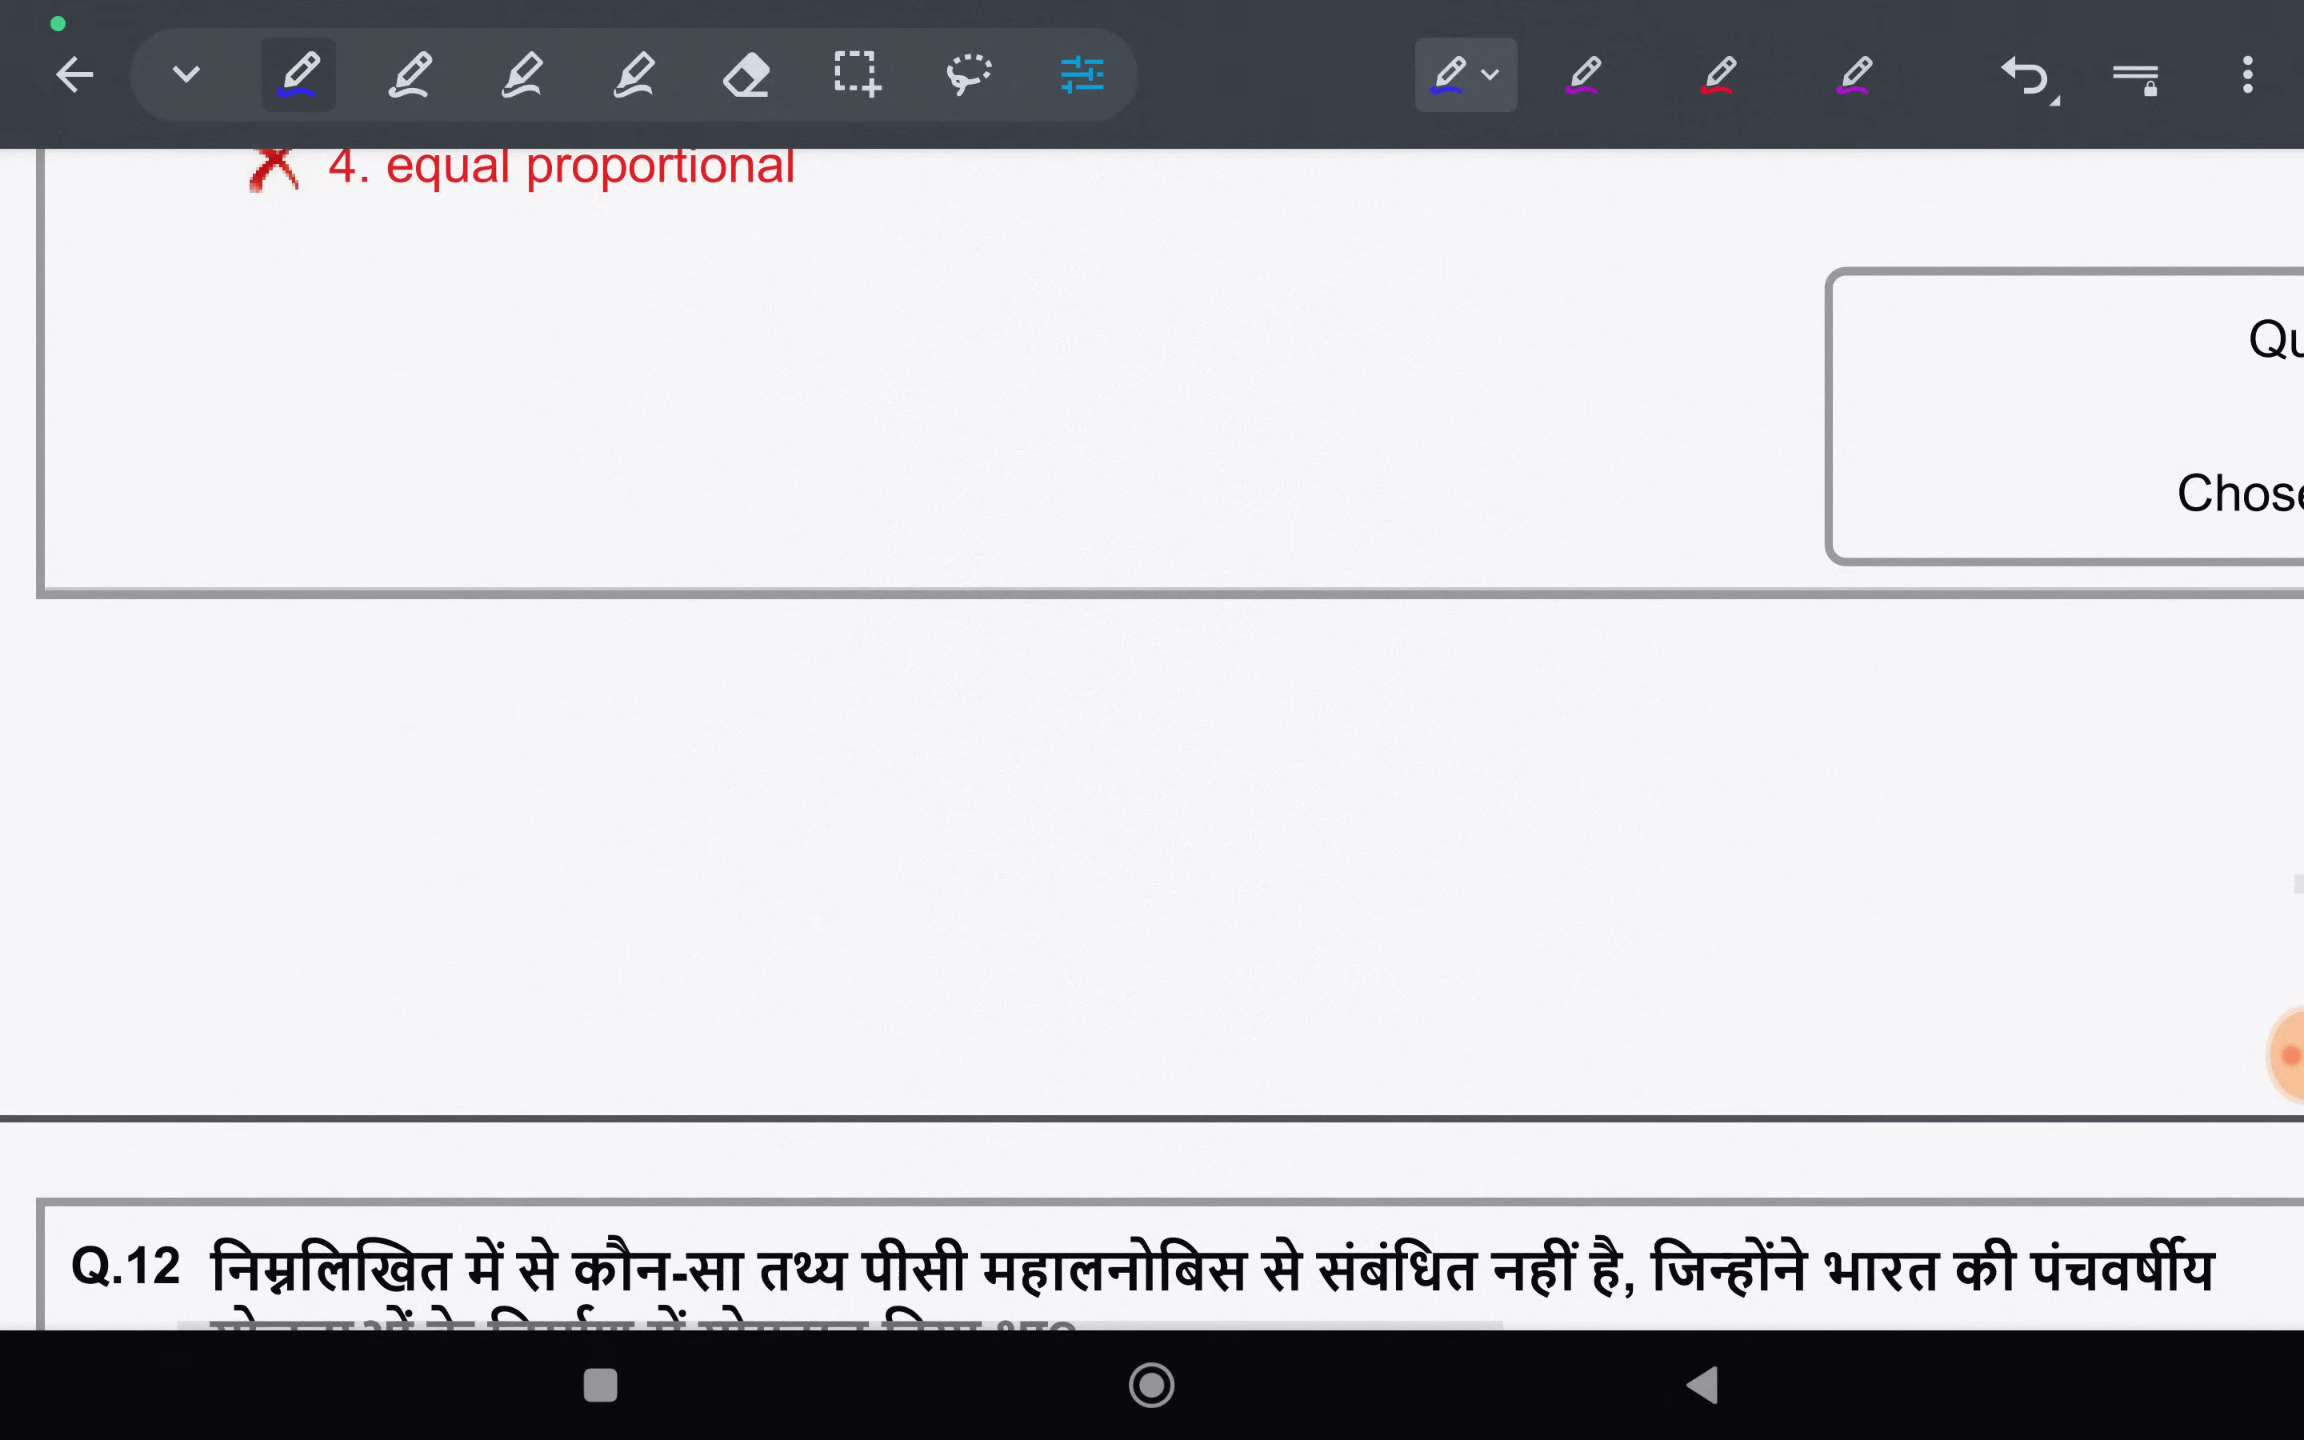 4. equal proportional
Qu
Chose
Q.12 निम्नलिखित में से कौन-सा तथ्य पीसी महालनोबिस से संबंधित नहीं है, जिन्होंने भारत की पंचवर्षीय